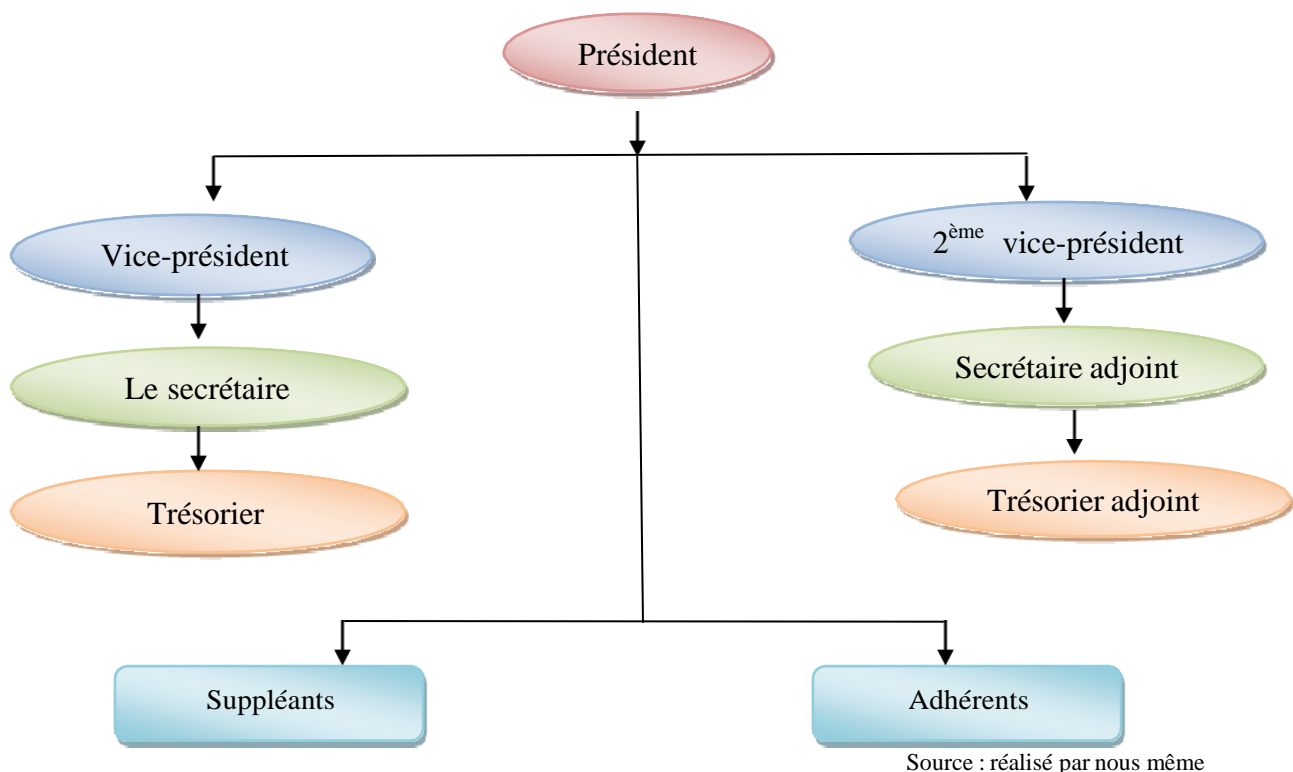 Président
Vice-président
2ème vice-président
Le secrétaire
Secrétaire adjoint
Trésorier
Trésorier adjoint
Suppléants
Adhérents
Source : réalisé par nous même